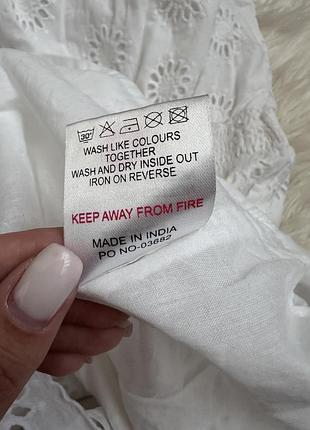 30°
WASH LIKE COLOURS
TOGETHER
WASH AND DRY INSIDE OUT
IRON ON REVERSE
KEEP AWAY FROM FIRE
MADE IN INDIA
PO NO-03682